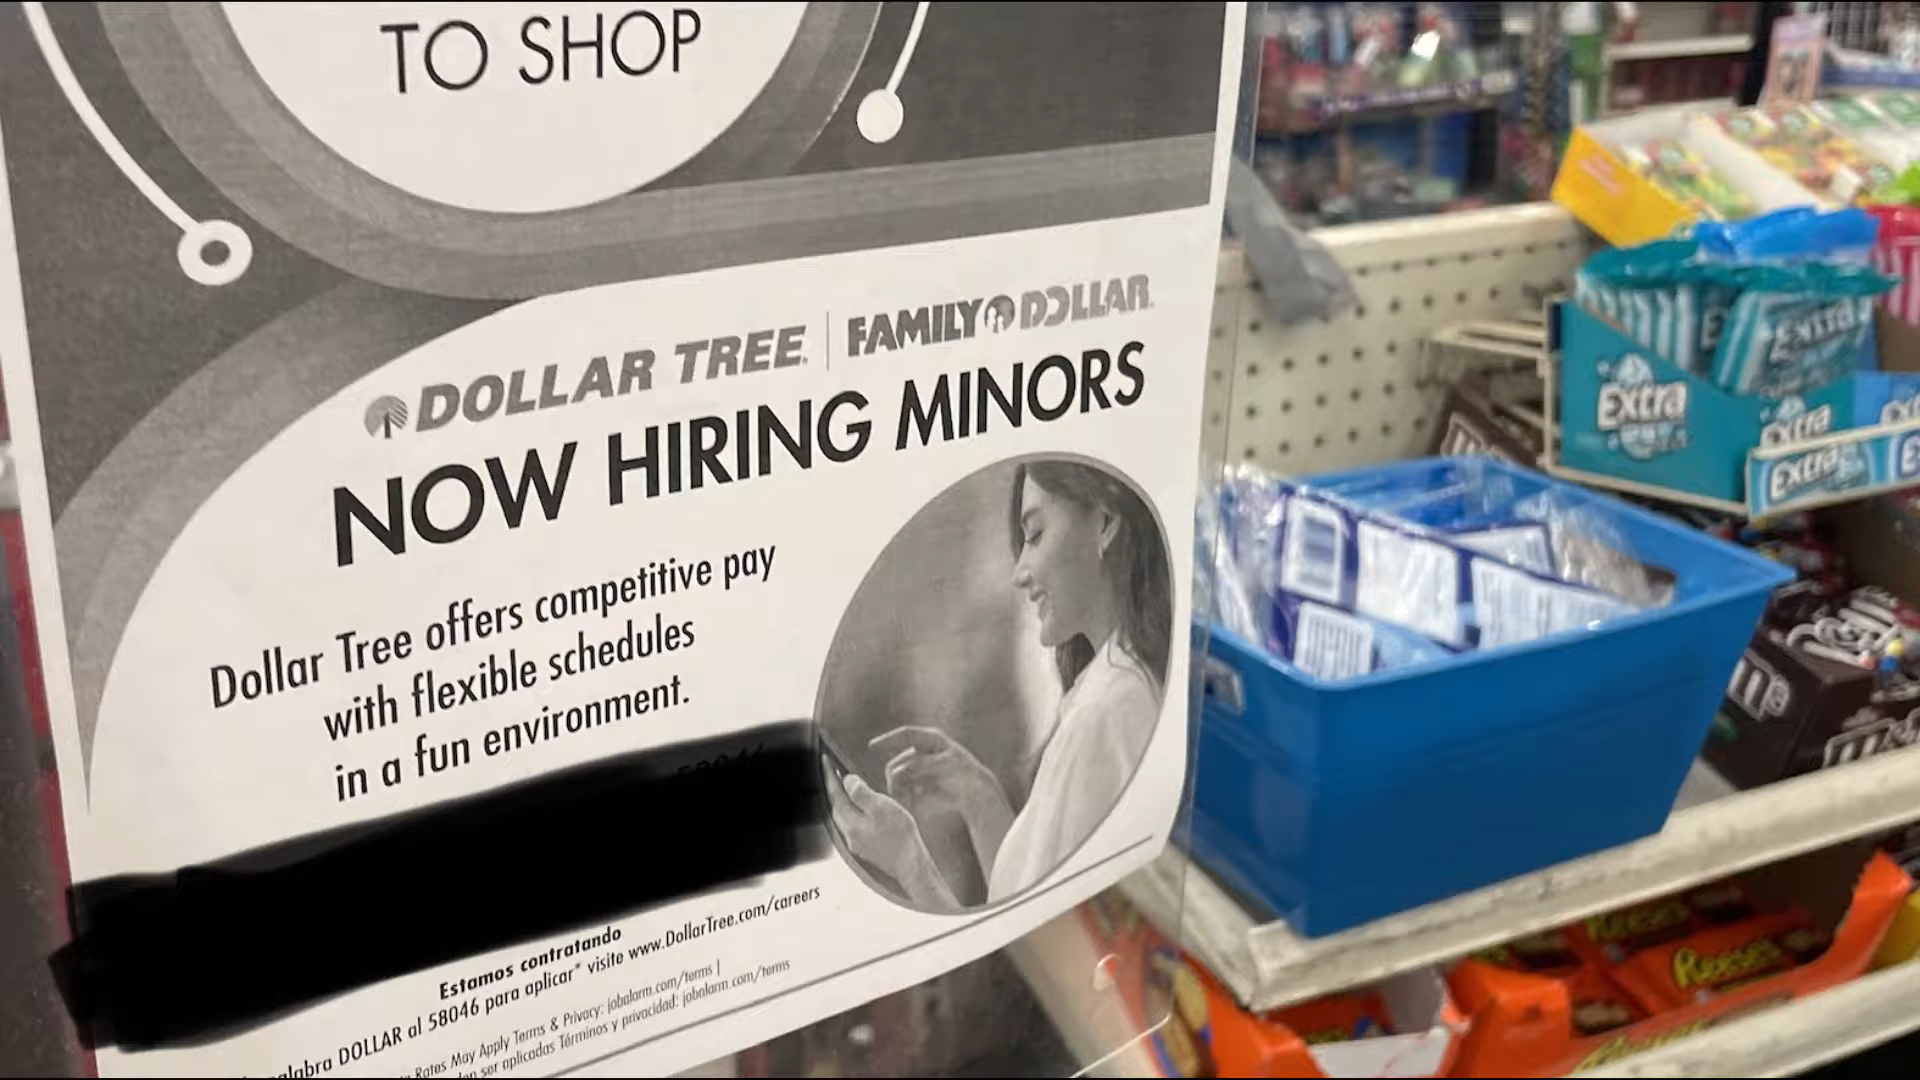 TO SHOP
DOLLAR TREE | FAMILY DOLLAR
NOW HIRING MINORS
Dollar Tree offers competitive pay
with flexible schedules
in a fun environment.
Estamos contratando
DOLLAR al 58046 para aplicar* visite www.DollarTree.com/careers
Rates May Apply Terms & Privacy: jobalarm.com/terms |
ser aplicadas Términos y privacidad: jobalarm.com/terms
Extra
Extra
Extra
Extra
Reese's